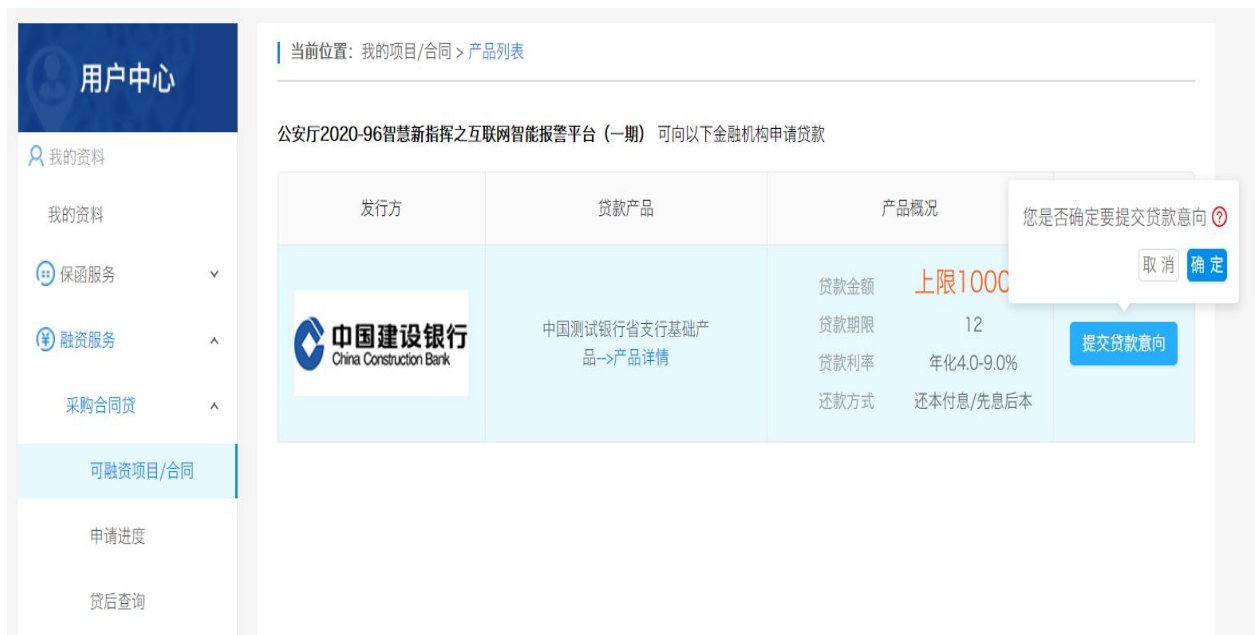 用户中心
我的资料
我的资料
保函服务
融资服务
采购合同贷
可融资项目/合同
申请进度
贷后查询
当前位置：我的项目/合同 > 产品列表
公安厅2020-96智慧新指挥之互联网智能报警平台（一期） 可向以下金融机构申请贷款
发行方 贷款产品 产品概况
中国建设银行
China Construction Bank
中国测试银行省支行基础产
品-->产品详情
贷款金额 上限1000
贷款期限 12
贷款利率 年化4.0-9.0%
还款方式 还本付息/先息后本
您是否确定要提交贷款意向
取 消 确 定
提交贷款意向